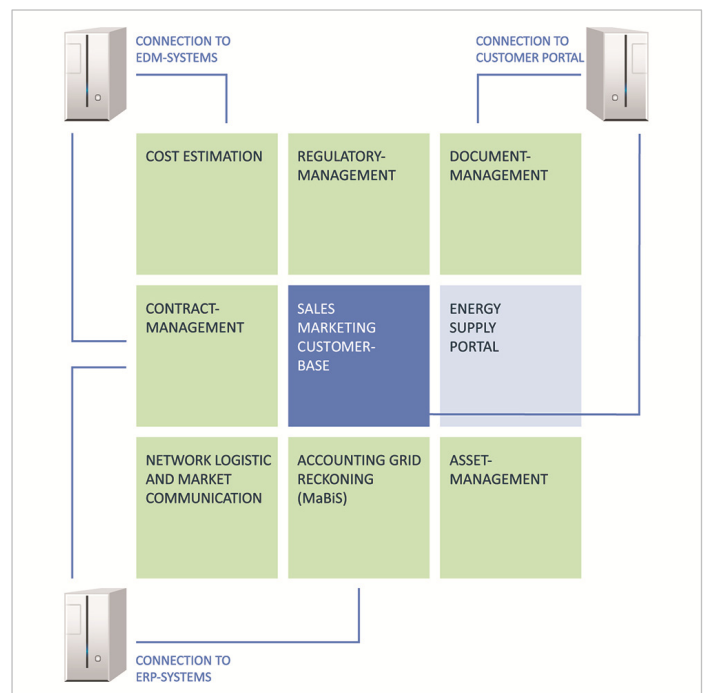 CONNECTION TO
EDM-SYSTEMS
CONNECTION TO
CUSTOMER PORTAL
COST ESTIMATION
REGULATORY-
MANAGEMENT
DOCUMENT-
MANAGEMENT
CONTRACT-
MANAGEMENT
SALES
MARKETING
CUSTOMER-
BASE
ENERGY
SUPPLY
PORTAL
NETWORK LOGISTIC
AND MARKET
COMMUNICATION
ACCOUNTING GRID
RECKONING
(MaBiS)
ASSET-
MANAGEMENT
CONNECTION TO
ERP-SYSTEMS